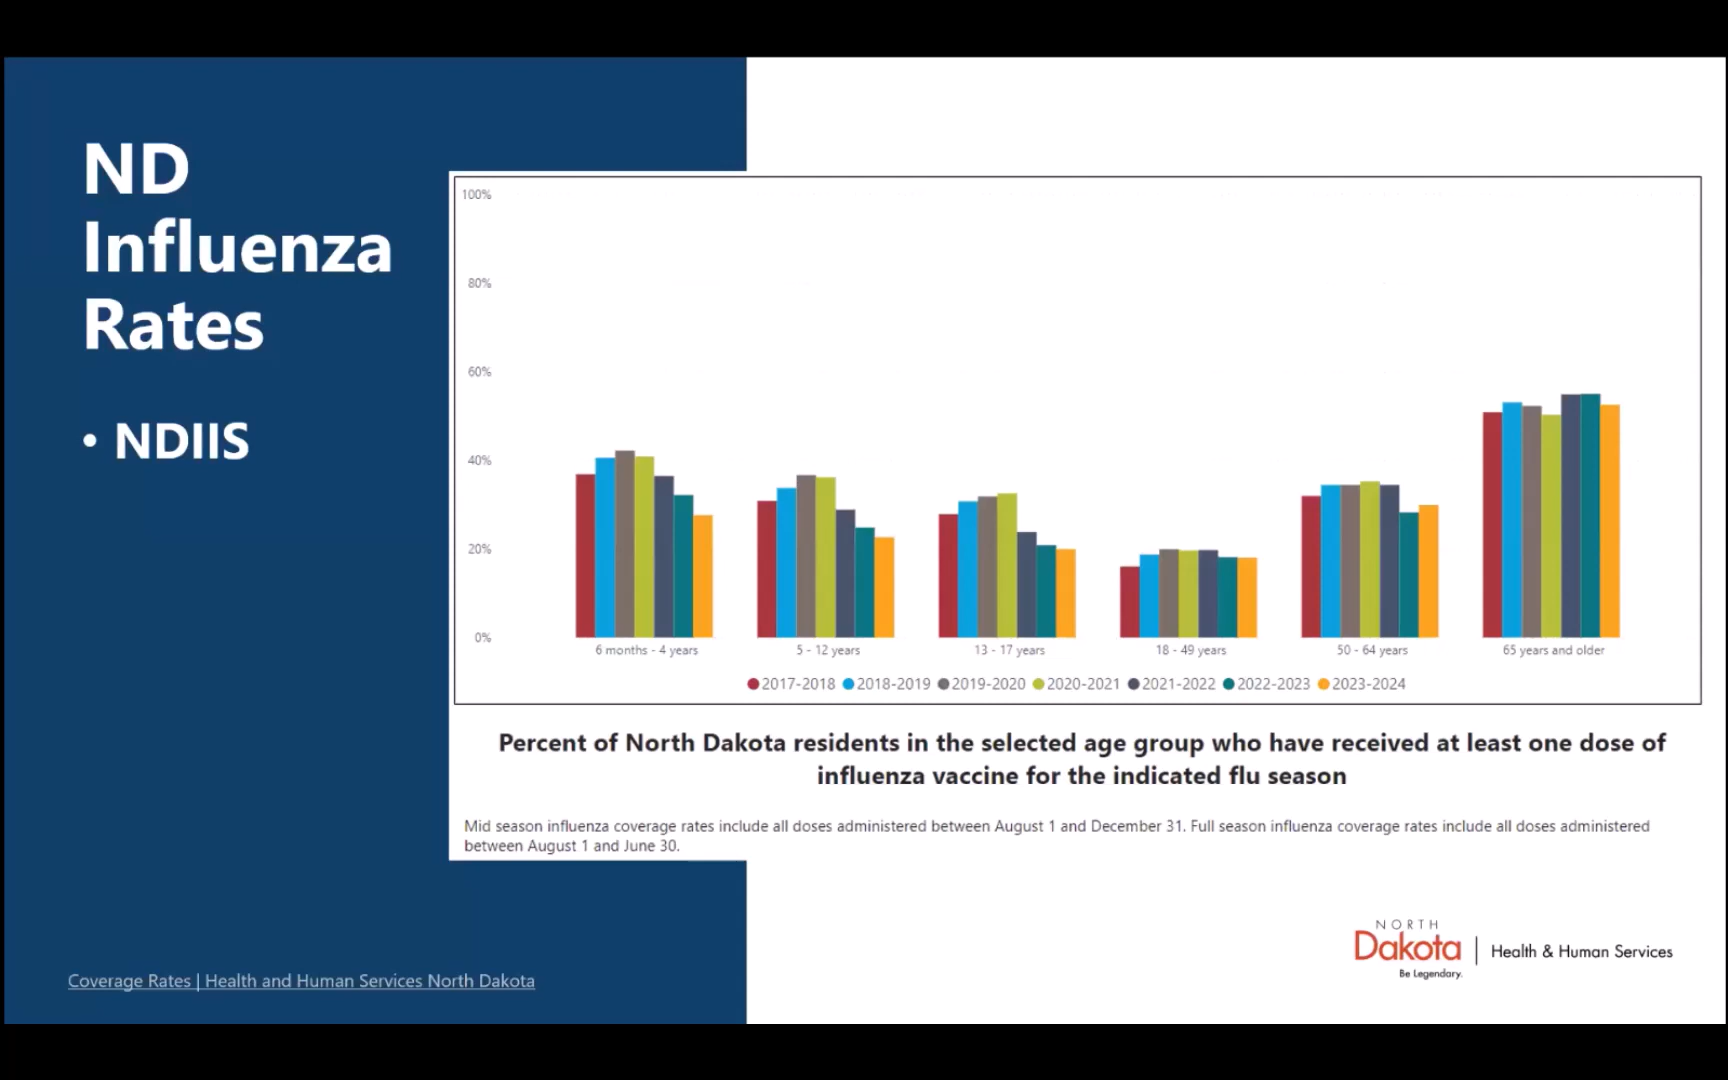 ND
Influenza
Rates
• NDIIS
100%
80%
60%
40%
20%
0%
6 months - 4 years
5 - 12 years
13 - 17 years
18 - 49 years
50 - 64 years
65 years and older
2017-2018 2018-2019 2019-2020 2020-2021 2021-2022 2022-2023 2023-2024
Percent of North Dakota residents in the selected age group who have received at least one dose of
influenza vaccine for the indicated flu season
Mid season influenza coverage rates include all doses administered between August 1 and December 31. Full season influenza coverage rates include all doses administered
between August 1 and June 30.
Coverage Rates | Health and Human Services North Dakota
NORTH
Dakota
Be Legendary.
Health & Human Services